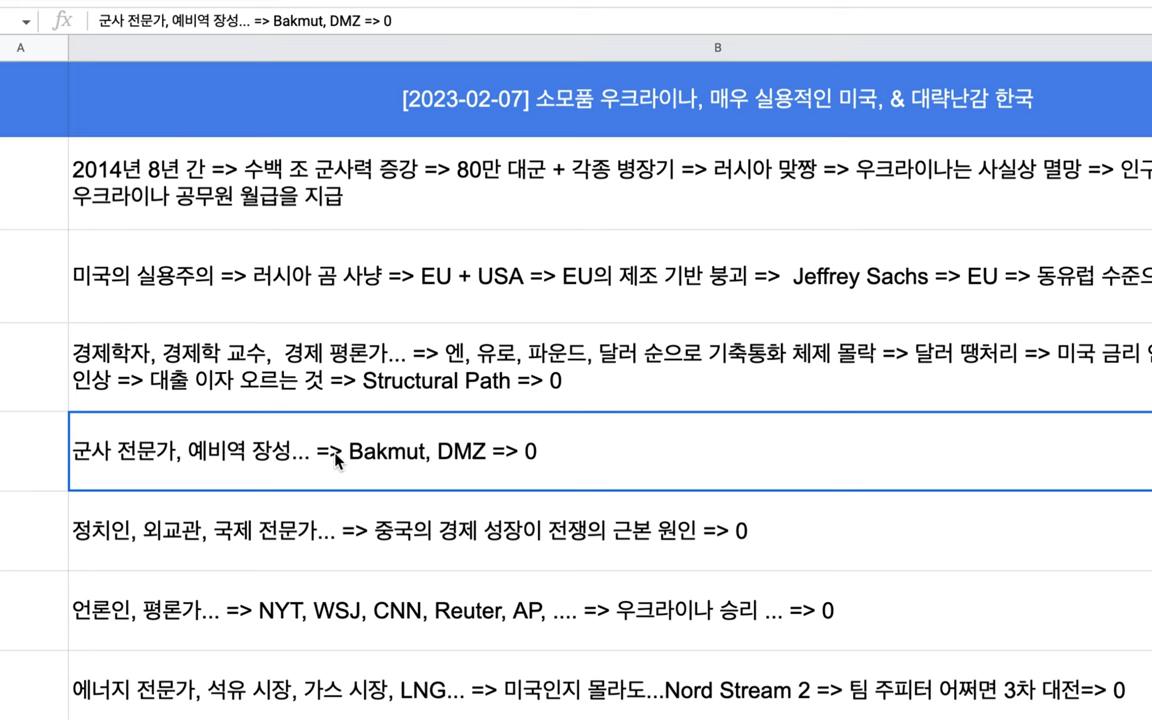 fx 군사 전문가, 예비역 장성... => Bakmut, DMZ => 0
A B
[2023-02-07] 소모품 우크라이나, 매우 실용적인 미국, & 대략난감 한국
2014년 8년 간 => 수백 조 군사력 증강 => 80만 대군 + 각종 병장기 => 러시아 맞짱 => 우크라이나는 사실상 멸망 => 인구
우크라이나 공무원 월급을 지급
미국의 실용주의 => 러시아 곰 사냥 => EU + USA => EU의 제조 기반 붕괴 => Jeffrey Sachs => EU => 동유럽 수준으
경제학자, 경제학 교수, 경제 평론가... => 엔, 유로, 파운드, 달러 순으로 기축통화 체제 몰락 => 달러 땡처리 => 미국 금리
인상 => 대출 이자 오르는 것 => Structural Path => 0
군사 전문가, 예비역 장성... => Bakmut, DMZ => 0
정치인, 외교관, 국제 전문가... => 중국의 경제 성장이 전쟁의 근본 원인 => 0
언론인, 평론가... => NYT, WSJ, CNN, Reuter, AP, .... => 우크라이나 승리 ... => 0
에너지 전문가, 석유 시장, 가스 시장, LNG... => 미국인지 몰라도...Nord Stream 2 => 팀 주피터 어쩌면 3차 대전=> 0